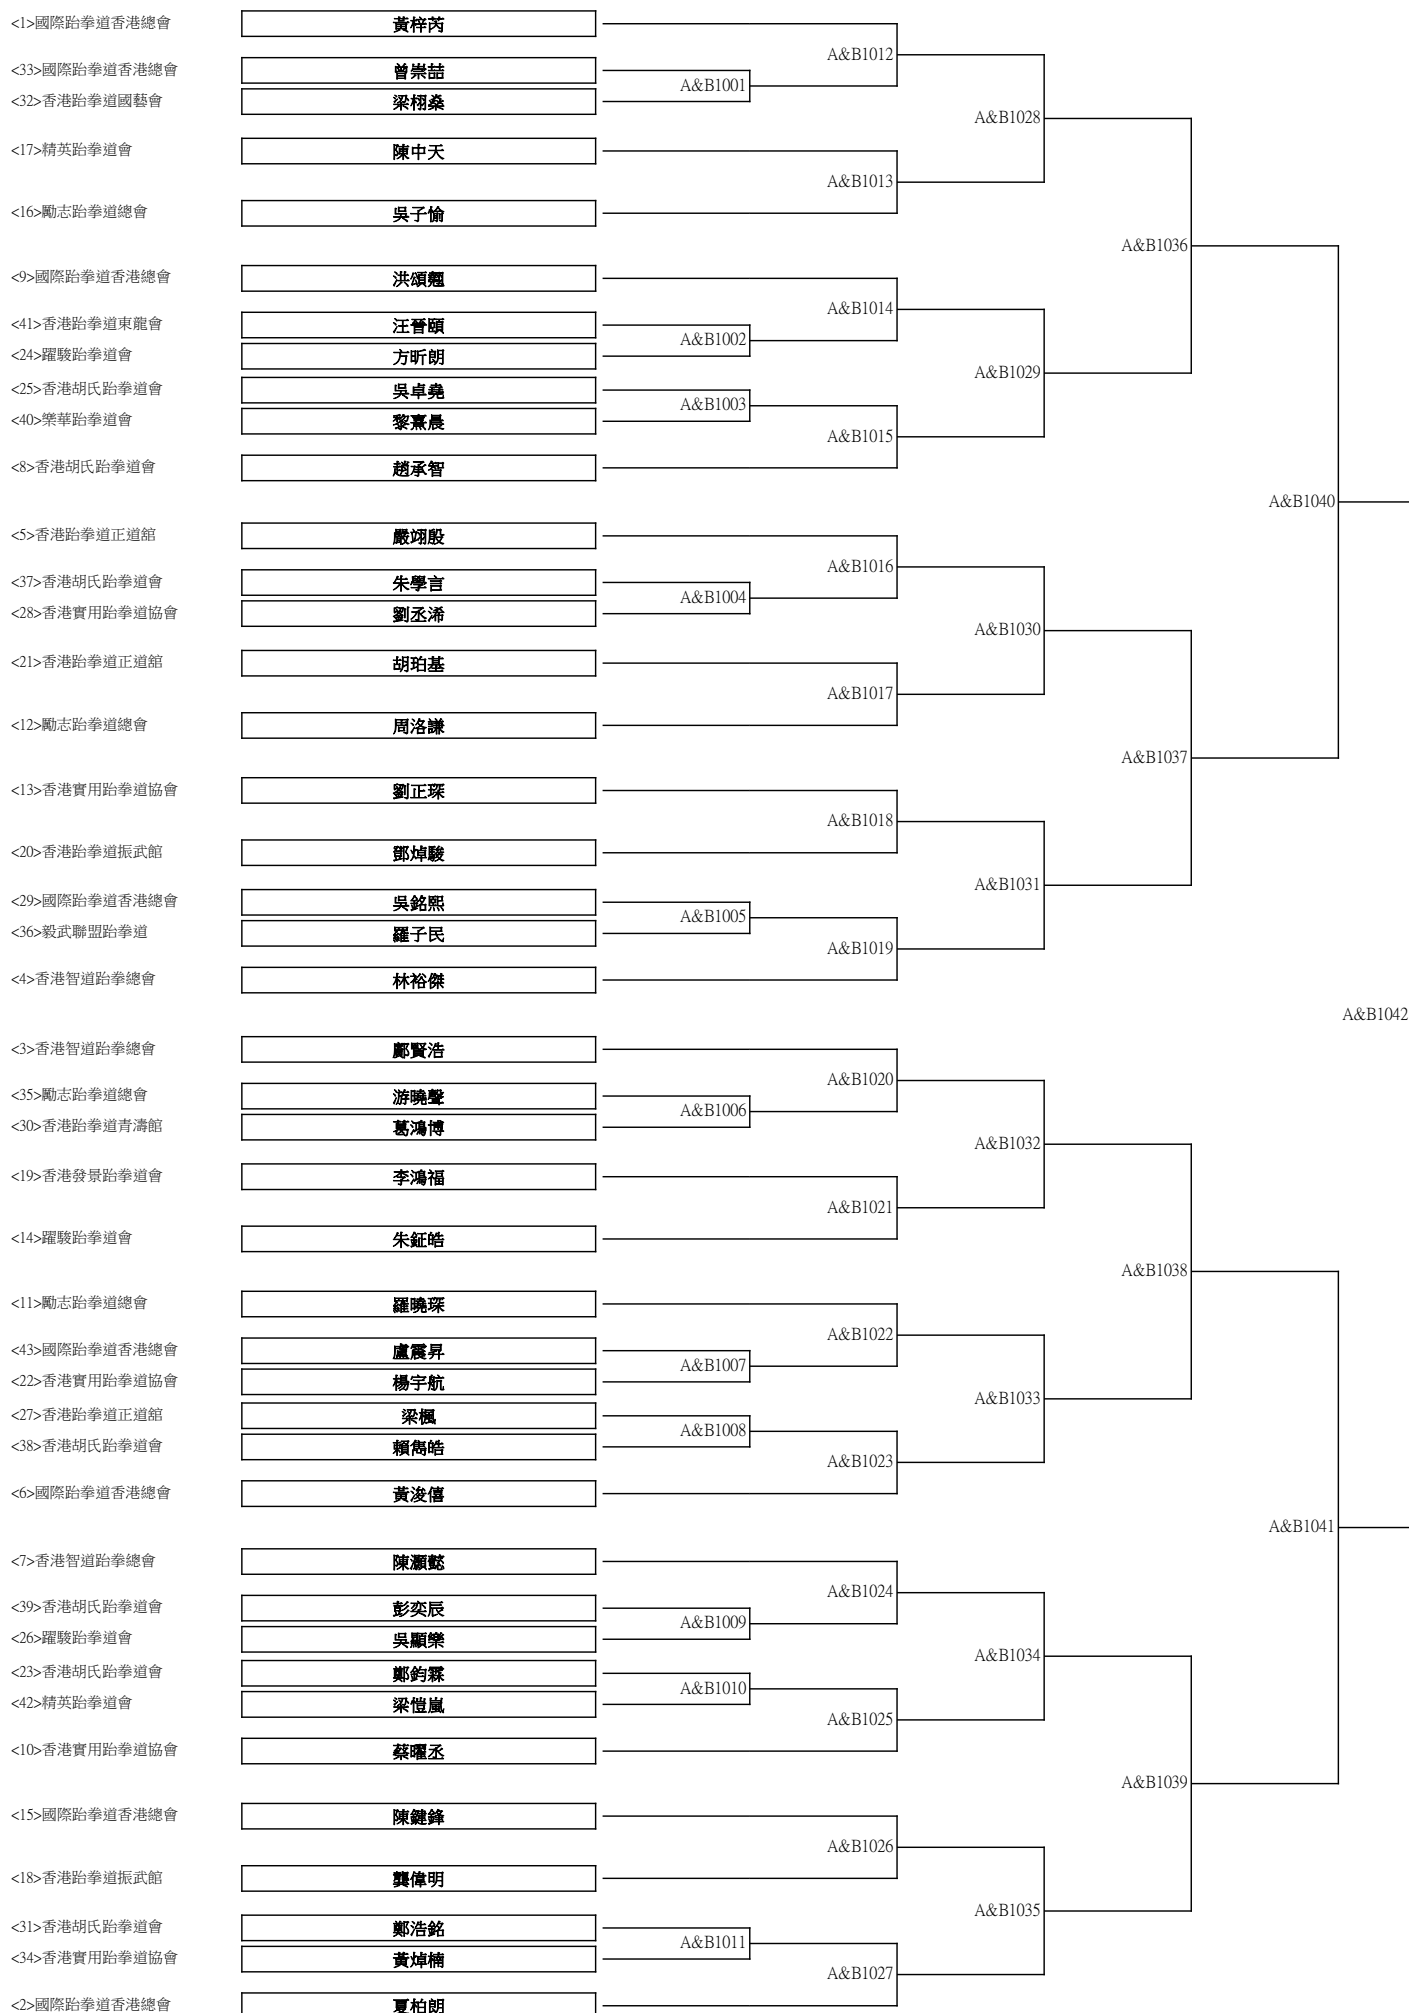 <1>國際跆拳道香港總會 黃梓芮
A&B1012
<33>國際跆拳道香港總會 曾崇喆
A&B1001
<32>香港跆拳道國藝會 梁栩燊
A&B1028
<17>精英跆拳道會 陳中天
A&B1013
<16>勵志跆拳道總會 吳子愉
A&B1036
<9>國際跆拳道香港總會 洪頌翹
A&B1014
<41>香港跆拳道東龍會 汪晉頤
A&B1002
<24>躍駿跆拳道會 方昕朗
A&B1029
<25>香港胡氏跆拳道會 吳卓堯
A&B1003
<40>樂華跆拳道會 黎熹晨
A&B1015
<8>香港胡氏跆拳道會 趙承智
A&B1040
<5>香港跆拳道正道舘 嚴翊殷
A&B1016
<37>香港胡氏跆拳道會 朱學言
A&B1004
<28>香港實用跆拳道協會 劉丞浠
A&B1030
<21>香港跆拳道正道舘 胡珀基
A&B1017
<12>勵志跆拳道總會 周洛謙
A&B1037
<13>香港實用跆拳道協會 劉正琛
A&B1018
<20>香港跆拳道振武館 鄧焯駿
A&B1031
<29>國際跆拳道香港總會 吳銘熙
A&B1005
<36>毅武聯盟跆拳道 羅子民
A&B1019
<4>香港智道跆拳總會 林裕傑
A&B1042
<3>香港智道跆拳總會 鄺賢浩
A&B1020
<35>勵志跆拳道總會 游曉聲
A&B1006
<30>香港跆拳道青濤館 葛鴻博
A&B1032
<19>香港發景跆拳道會 李鴻福
A&B1021
<14>躍駿跆拳道會 朱鉦皓
A&B1038
<11>勵志跆拳道總會 羅曉琛
A&B1022
<43>國際跆拳道香港總會 盧震昇
A&B1007
<22>香港實用跆拳道協會 楊宇航
A&B1033
<27>香港跆拳道正道舘 梁楓
A&B1008
<38>香港胡氏跆拳道會 賴雋皓
A&B1023
<6>國際跆拳道香港總會 黃浚僖
A&B1041
<7>香港智道跆拳總會 陳灝懿
A&B1024
<39>香港胡氏跆拳道會 彭奕辰
A&B1009
<26>躍駿跆拳道會 吳顯樂
A&B1034
<23>香港胡氏跆拳道會 鄭鈞霖
A&B1010
<42>精英跆拳道會 梁愷嵐
A&B1025
<10>香港實用跆拳道協會 蔡曜丞
A&B1039
<15>國際跆拳道香港總會 陳鍵鋒
A&B1026
<18>香港跆拳道振武館 龔偉明
A&B1035
<31>香港胡氏跆拳道會 鄭浩銘
A&B1011
<34>香港實用跆拳道協會 黃焯楠
A&B1027
<2>國際跆拳道香港總會 夏柏朗